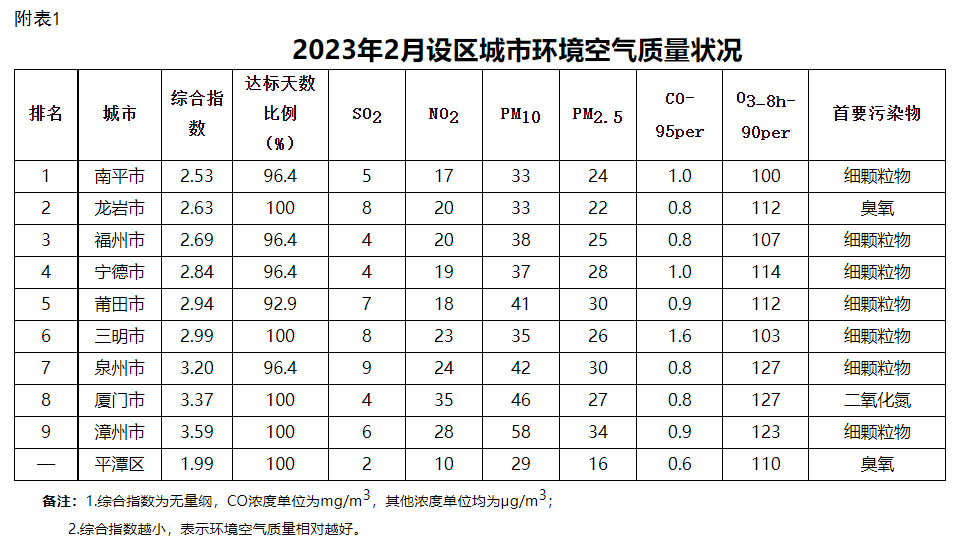 附表1
2023年2月设区城市环境空气质量状况
排名 城市 综合指数 达标天数比例(%) SO2 NO2 PM10 PM2.5 CO-95per O3_8h-90per 首要污染物
1 南平市 2.53 96.4 5 17 33 24 1.0 100 细颗粒物
2 龙岩市 2.63 100 8 20 33 22 0.8 112 臭氧
3 福州市 2.69 96.4 4 20 38 25 0.8 107 细颗粒物
4 宁德市 2.84 96.4 4 19 37 28 1.0 114 细颗粒物
5 莆田市 2.94 92.9 7 18 41 30 0.9 112 细颗粒物
6 三明市 2.99 100 8 23 35 26 1.6 103 细颗粒物
7 泉州市 3.20 96.4 9 24 42 30 0.8 127 细颗粒物
8 厦门市 3.37 100 4 35 46 27 0.8 127 二氧化氮
9 漳州市 3.59 100 6 28 58 34 0.9 123 细颗粒物
— 平潭区 1.99 100 2 10 29 16 0.6 110 臭氧
备注：1.综合指数为无量纲，CO浓度单位为mg/m³，其他浓度单位均为μg/m³；
2.综合指数越小，表示环境空气质量相对越好。